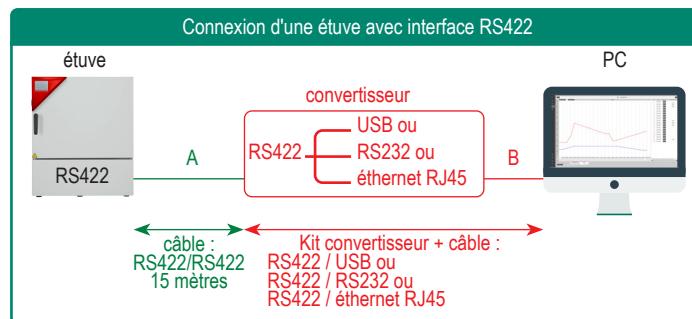 Connexion d'une étuve avec interface RS422
étuve
PC
convertisseur
USB ou
A
RS422
RS232 ou
B
RS422
éthernet RJ45
câble :
RS422/RS422
15 mètres
Kit convertisseur + câble :
RS422 / USB ou
RS422 / RS232 ou
RS422 / éthernet RJ45